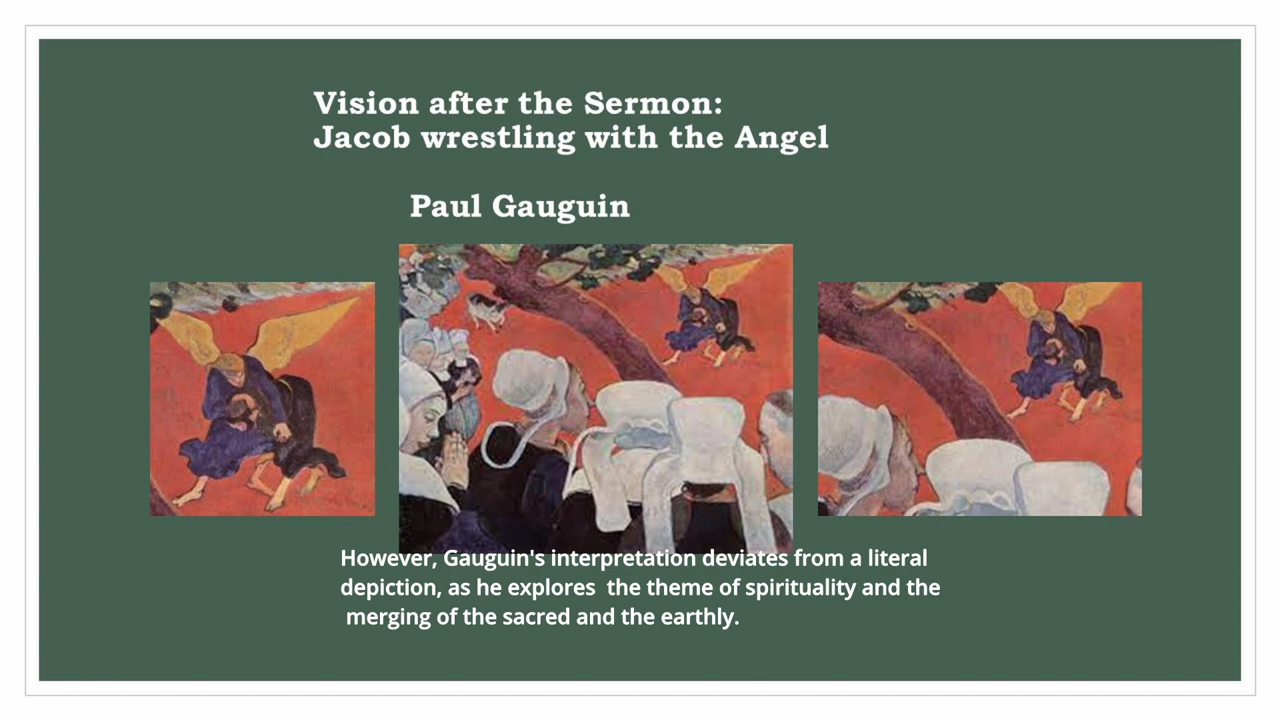 Vision after the Sermon:
Jacob wrestling with the Angel
Paul Gauguin
However, Gauguin's interpretation deviates from a literal
depiction, as he explores  the theme of spirituality and the
merging of the sacred and the earthly.